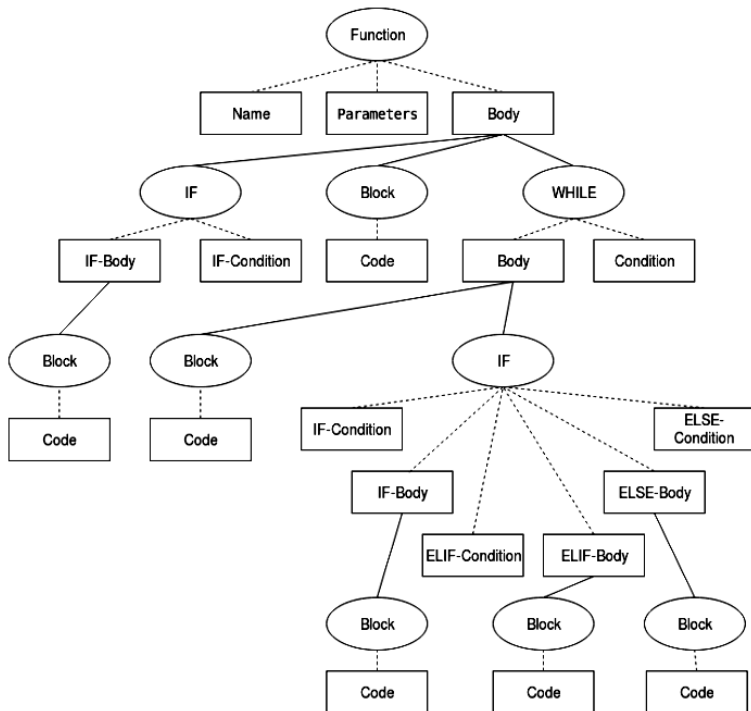 Function
Name
Parameters
Body
IF
Block
WHILE
IF-Body
IF-Condition
Code
Body
Condition
Block
Block
IF
Code
Code
IF-Condition
ELSE-
Condition
IF-Body
ELSE-Body
ELIF-Condition
ELIF-Body
Block
Block
Block
Code
Code
Code